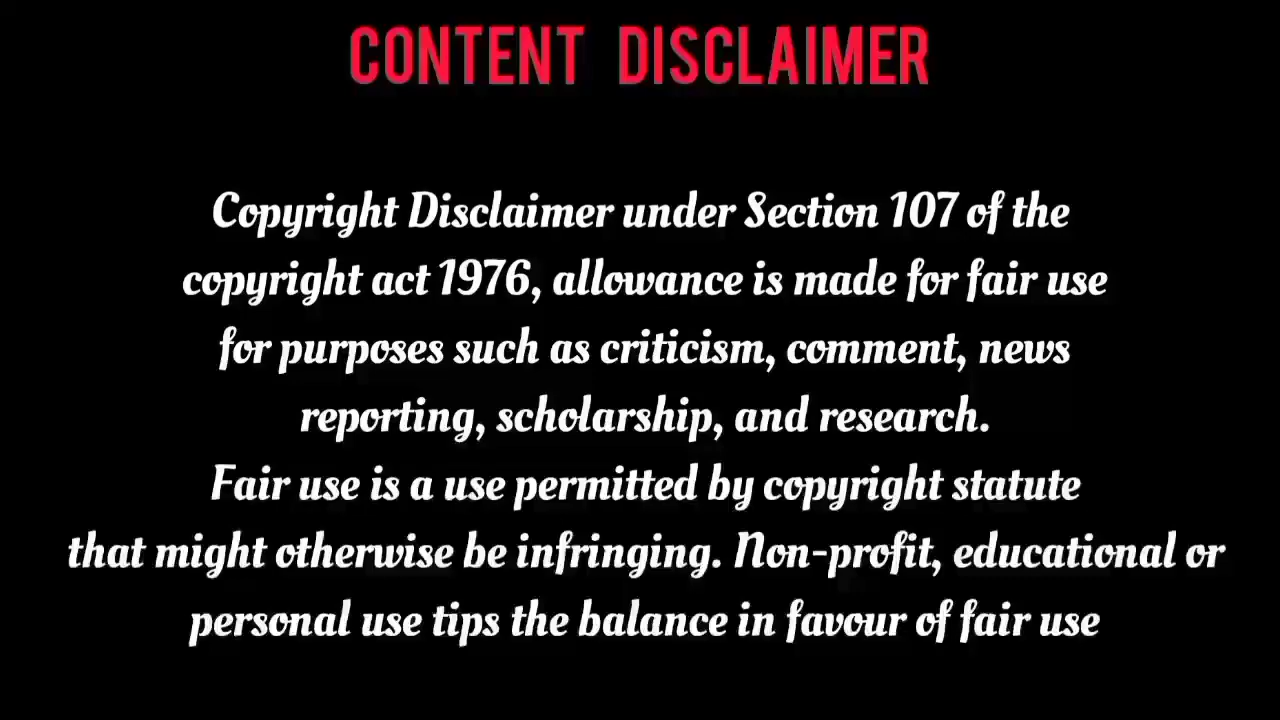 CONTENT DISCLAIMER
Copyright Disclaimer under Section 107 of the
copyright act 1976, allowance is made for fair use
for purposes such as criticism, comment, news
reporting, scholarship, and research.
Fair use is a use permitted by copyright statute
that might otherwise be infringing. Non-profit, educational or
personal use tips the balance in favour of fair use